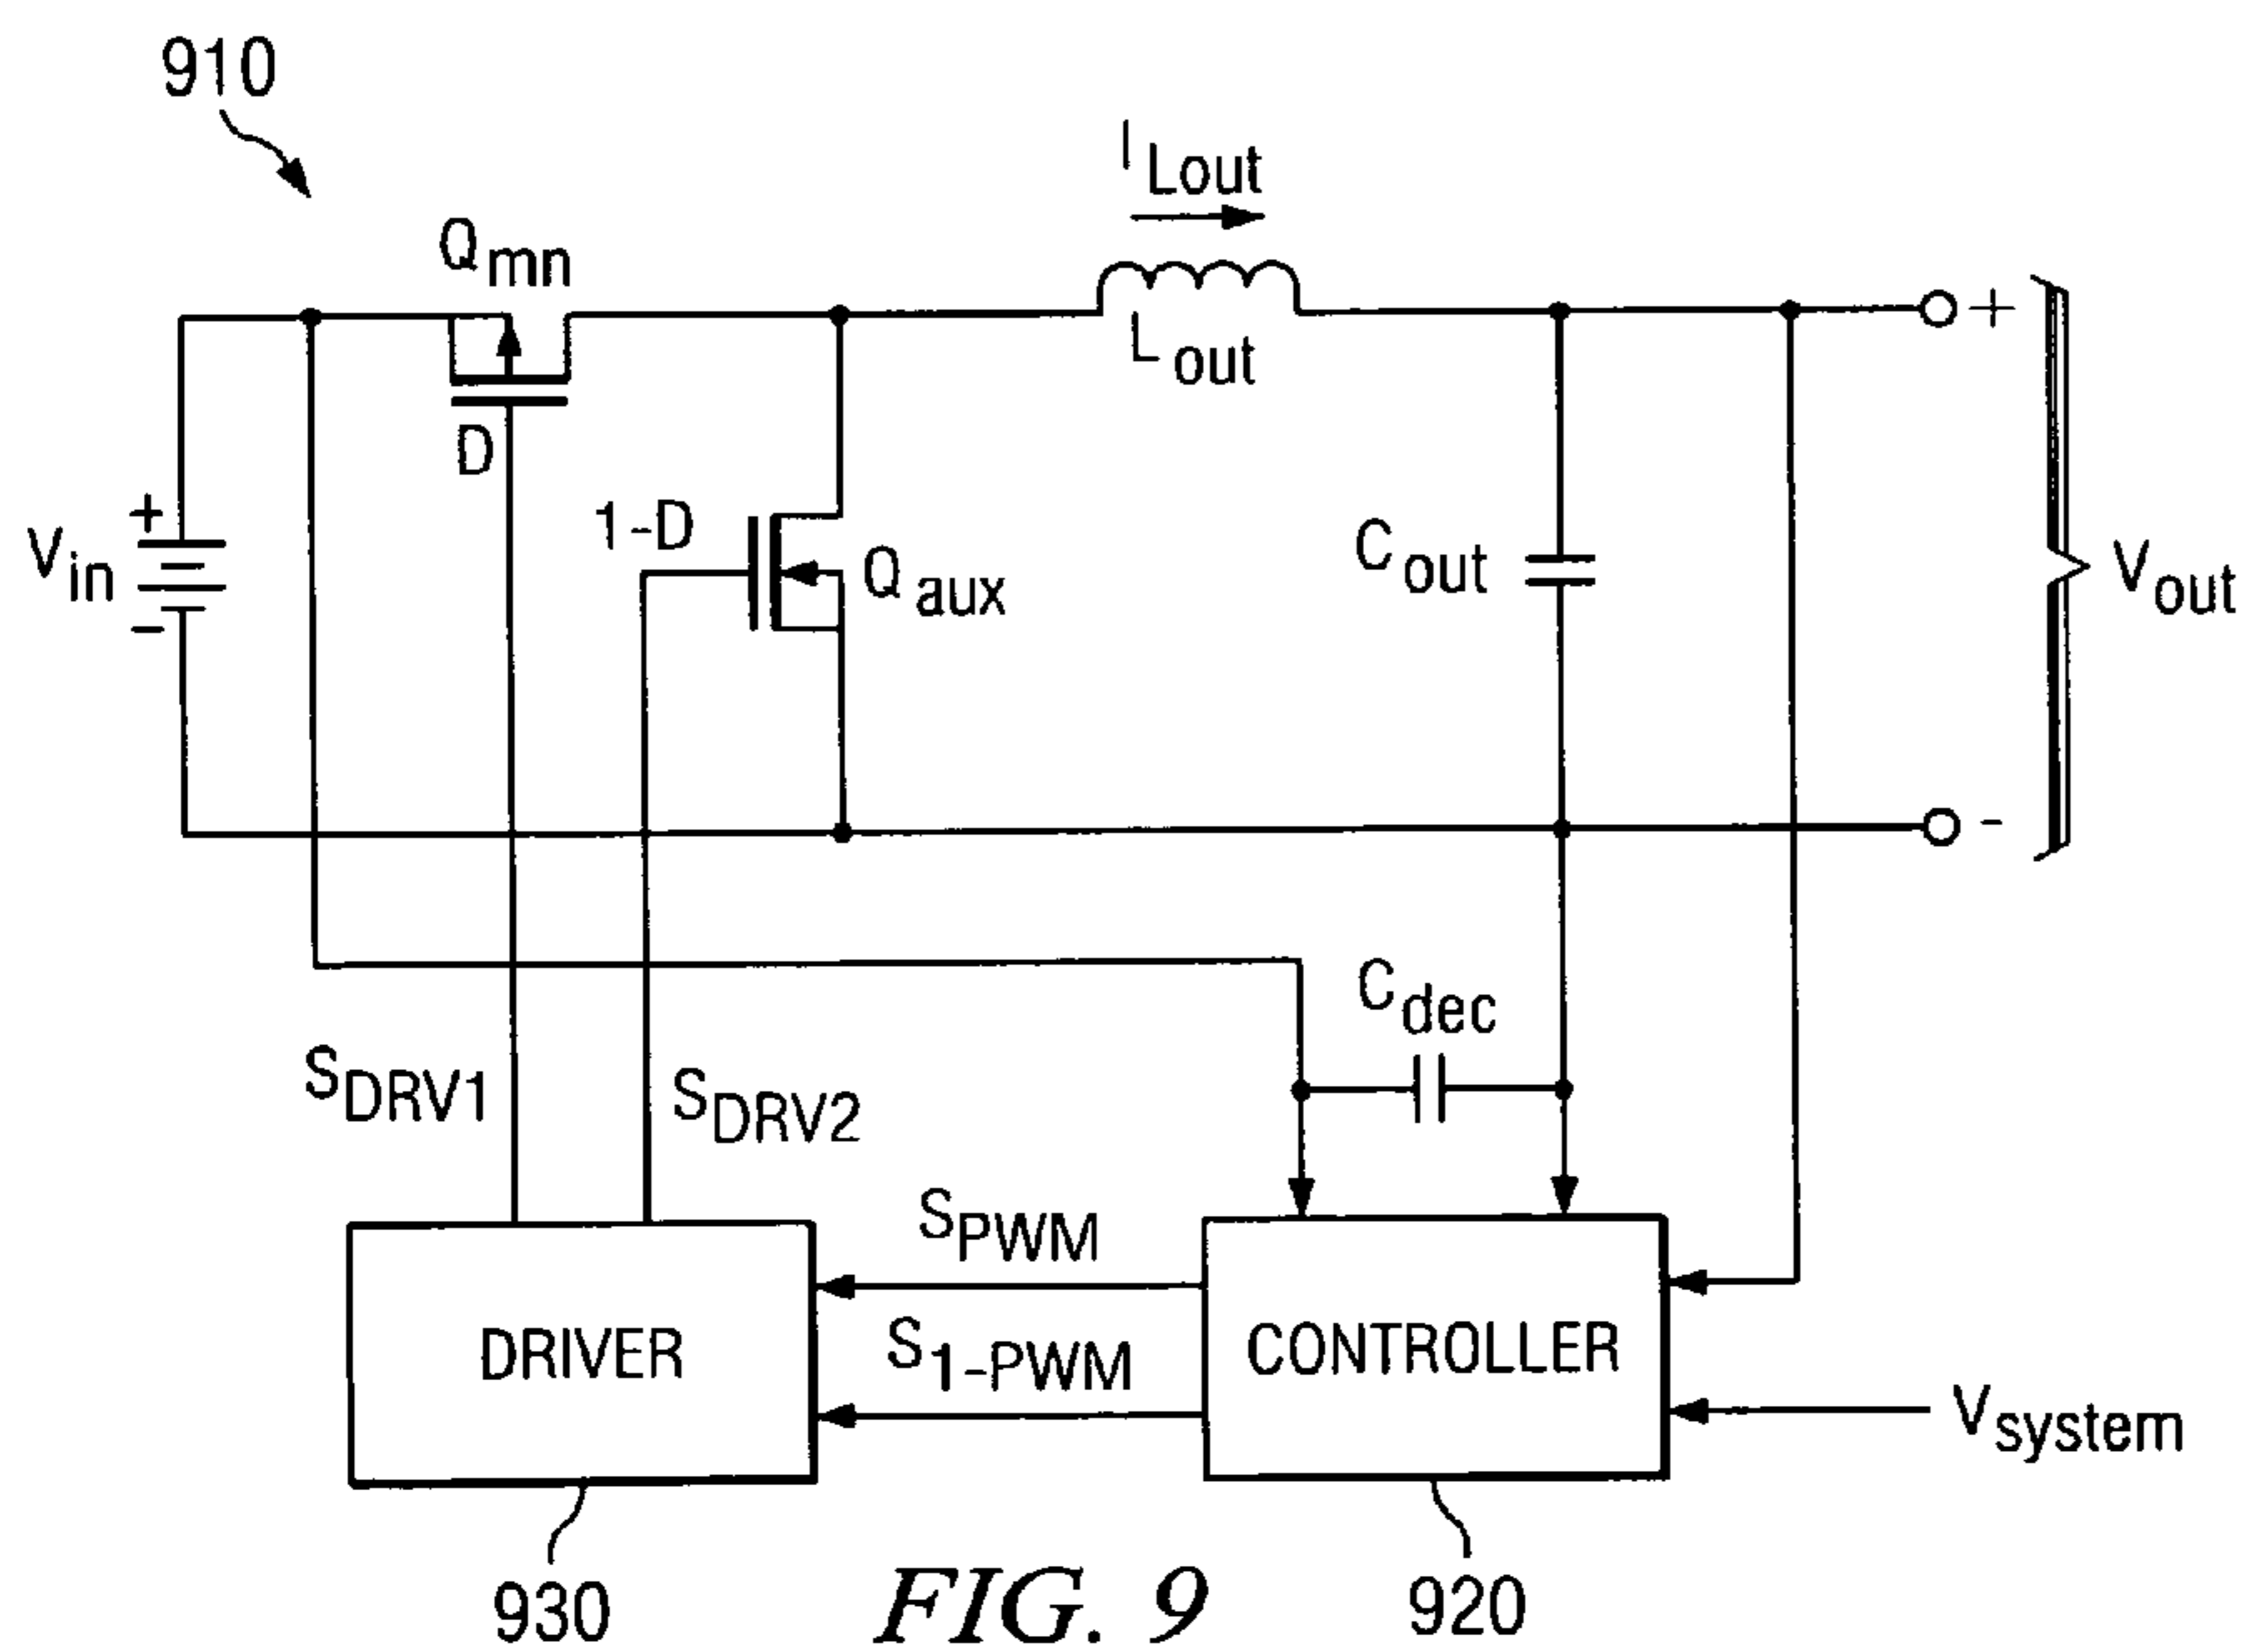 910
I Lout
Qmn
Lout
+
D
+
1-D
Vin
Qaux
Cout
Vout
-
-
Cdec
SDRV1
SDRV2
SPWM
DRIVER
S1-PWM
CONTROLLER
Vsystem
930
FIG. 9
920